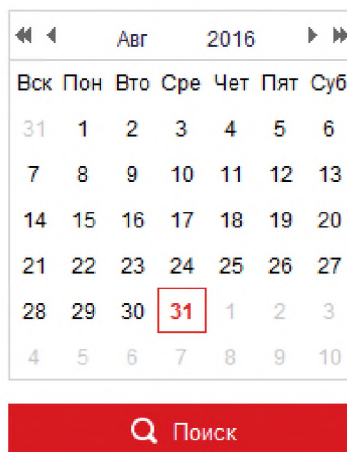 Авг 2016
Вск Пон Вто Сре Чет Пят Суб
31 1 2 3 4 5 6
7 8 9 10 11 12 13
14 15 16 17 18 19 20
21 22 23 24 25 26 27
28 29 30 31 1 2 3
4 5 6 7 8 9 10
Поиск